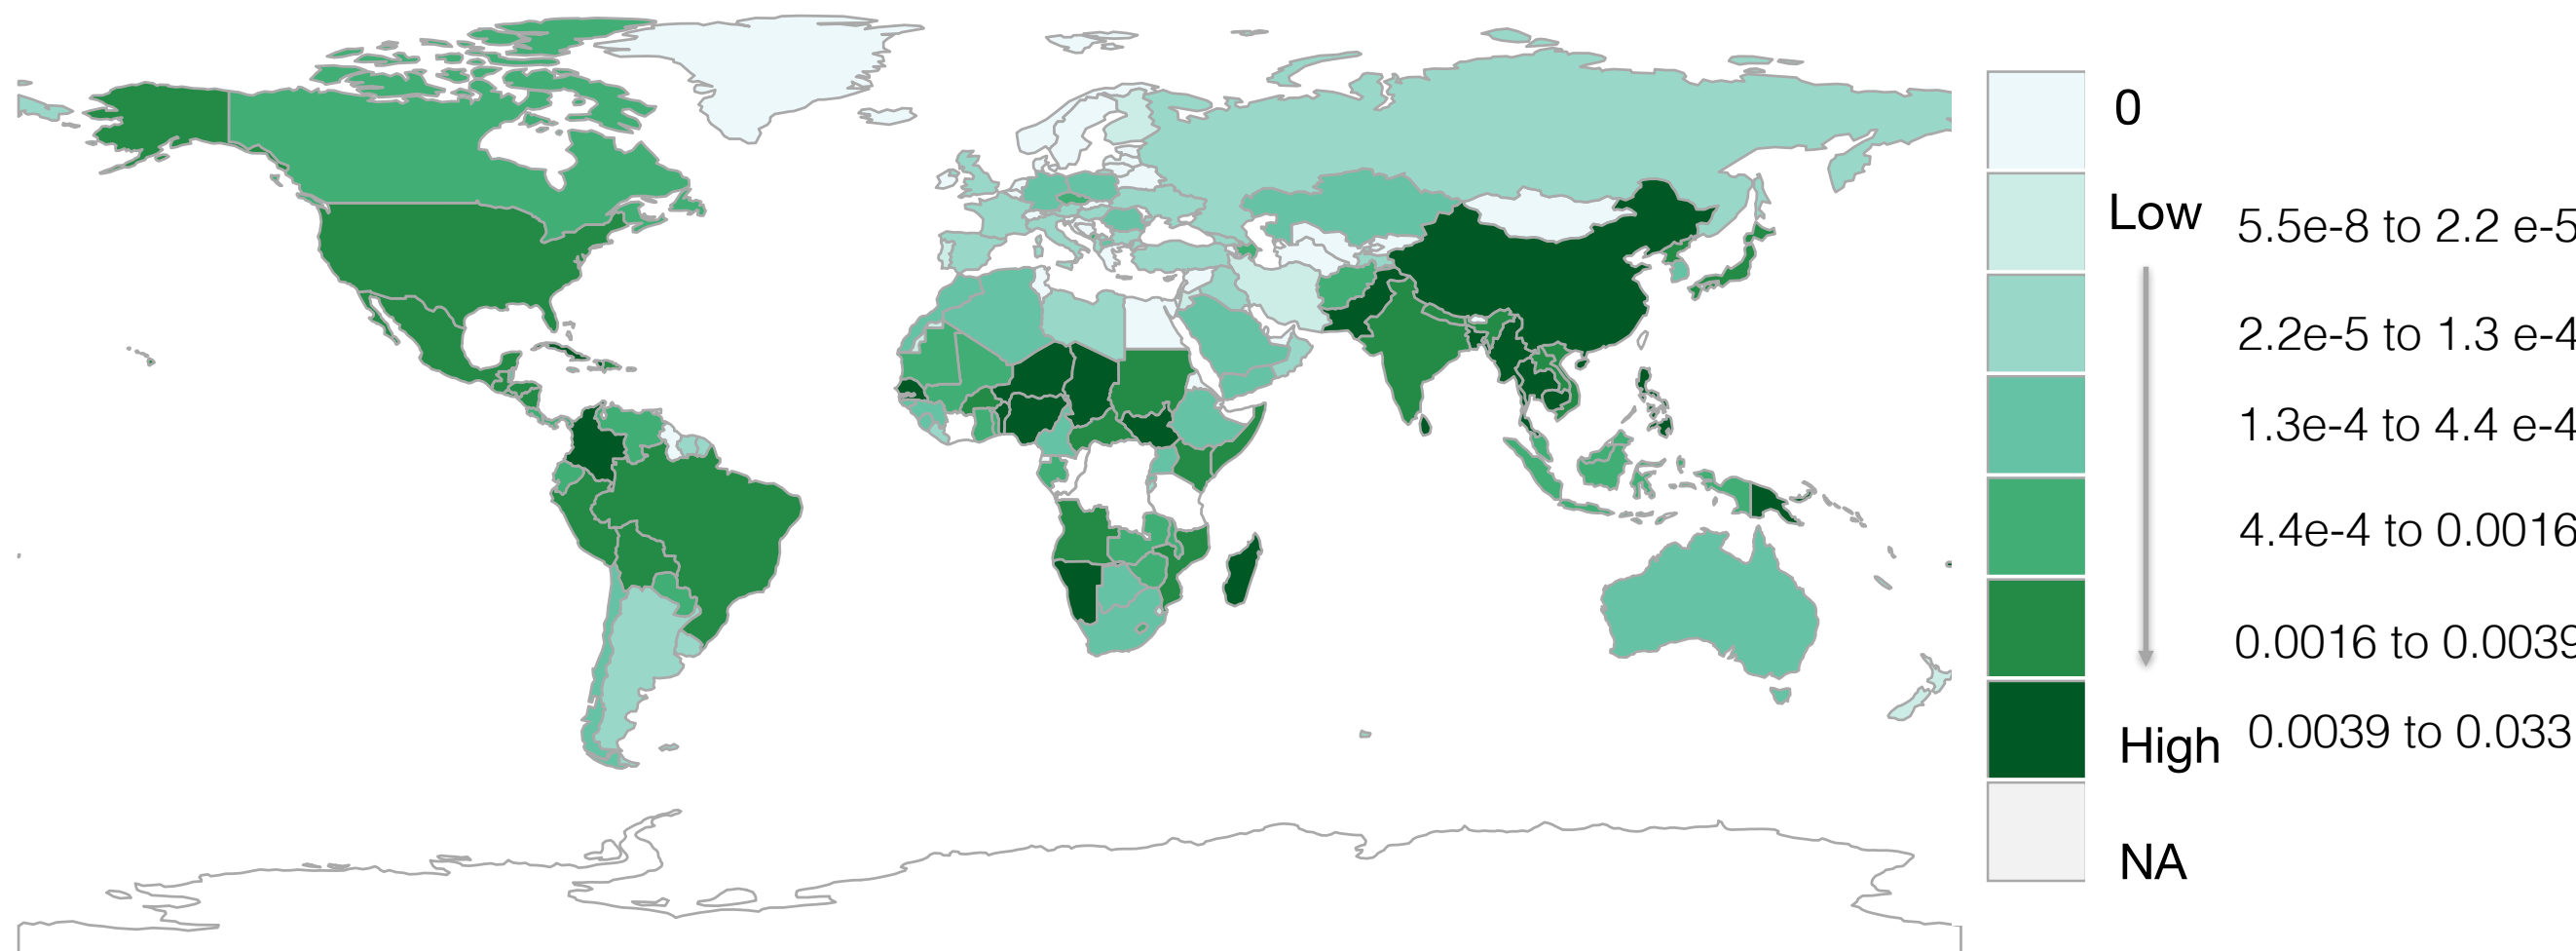 0
Low 5.5e-8 to 2.2 e-5
2.2e-5 to 1.3 e-4
1.3e-4 to 4.4 e-4
4.4e-4 to 0.0016
0.0016 to 0.0039
High 0.0039 to 0.033
NA